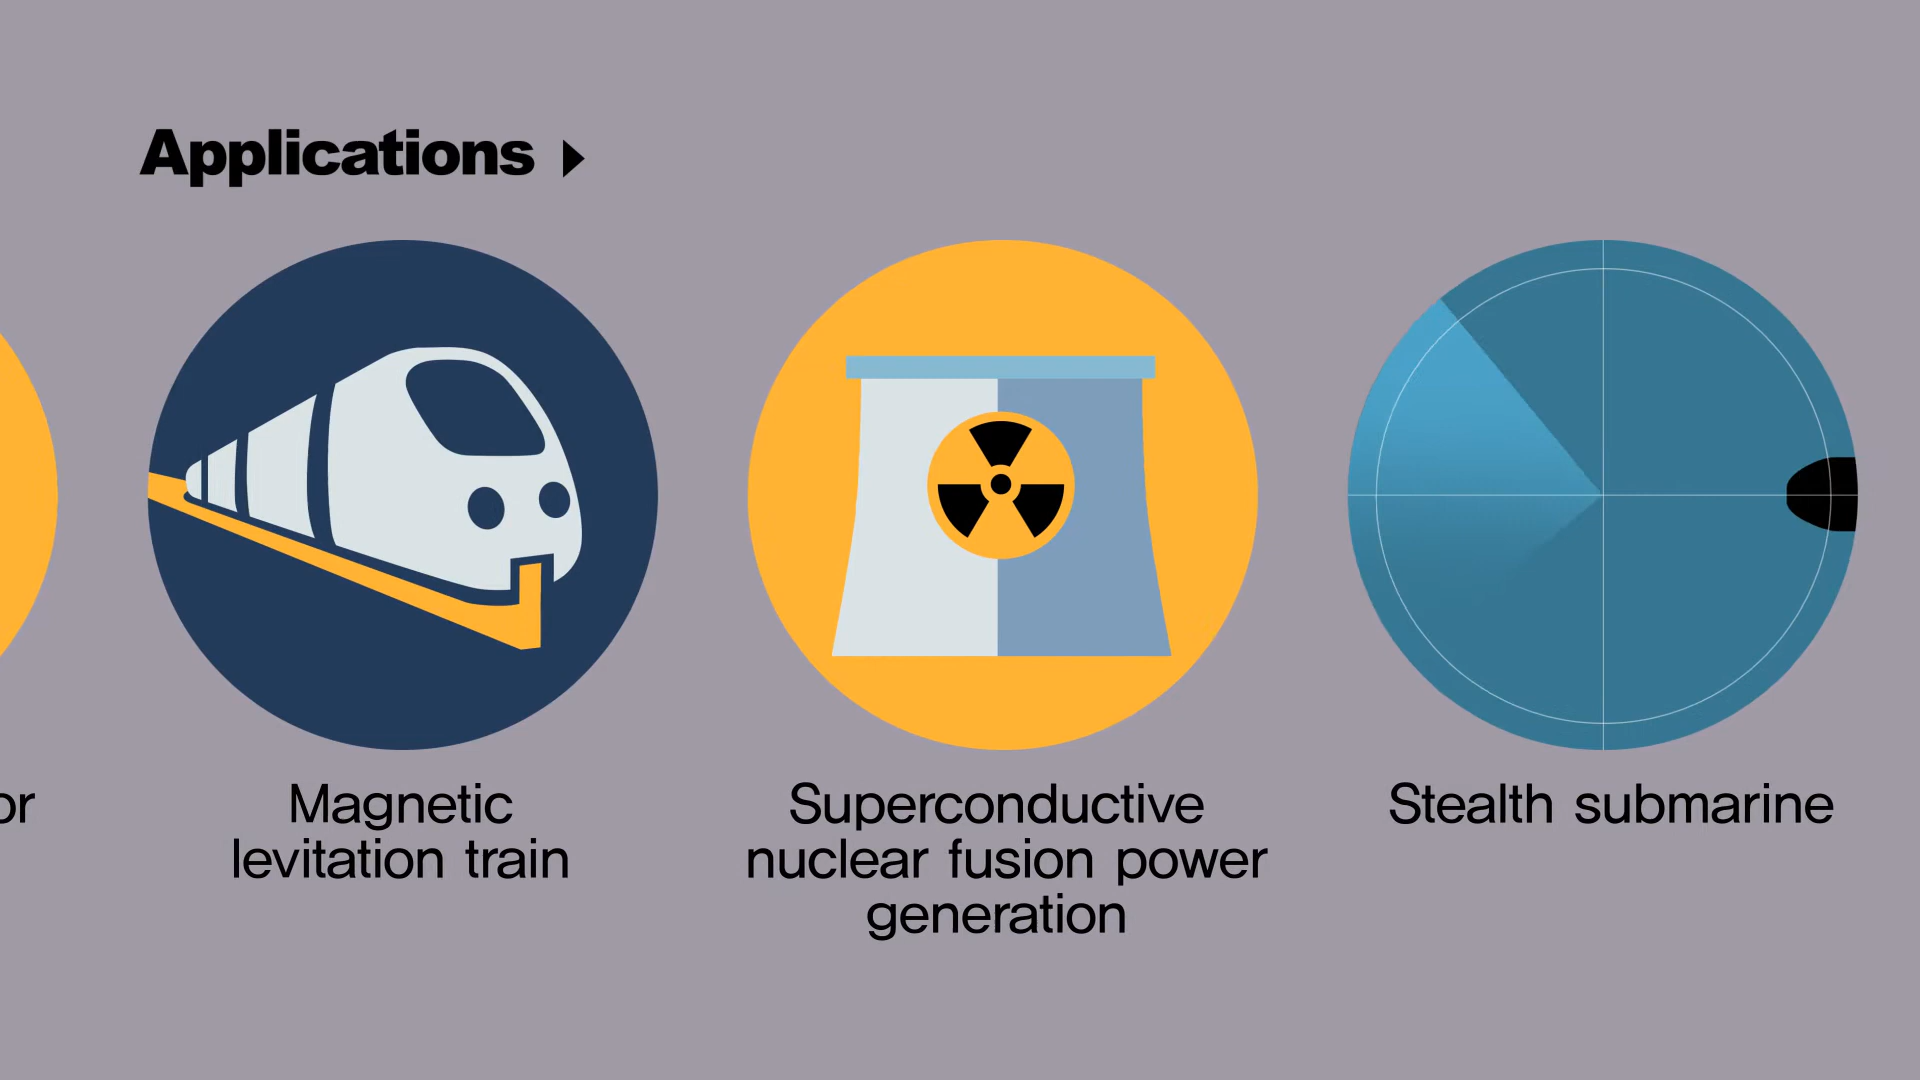 Applications
Magnetic
levitation train
Superconductive
nuclear fusion power
generation
Stealth submarine